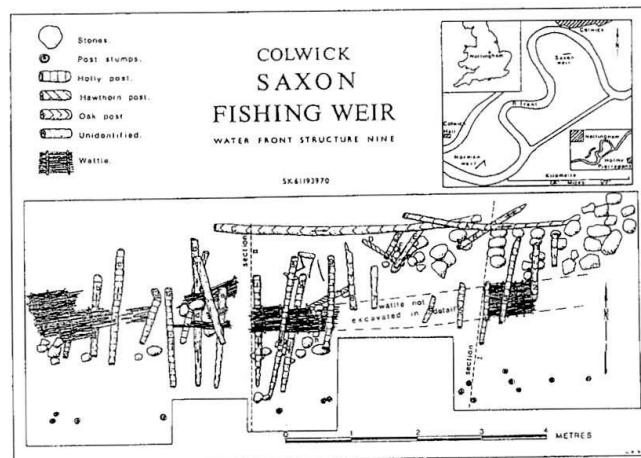 Stones.
Post stumps.
Holly post.
Hawthorn post.
Oak post
Unidentified.
Wattle.
COLWICK
SAXON
FISHING WEIR
WATER FRONT STRUCTURE NINE
SK61193970
Nottingham
Colwick
N
Saxon
weir
R Trent
Colwick
Hall
Norman
weir
Nottingham
Holme
Pierrepont
Kilometre
section
wattle not
excavated in detail
section
N
0 1 2 3 4
METRES